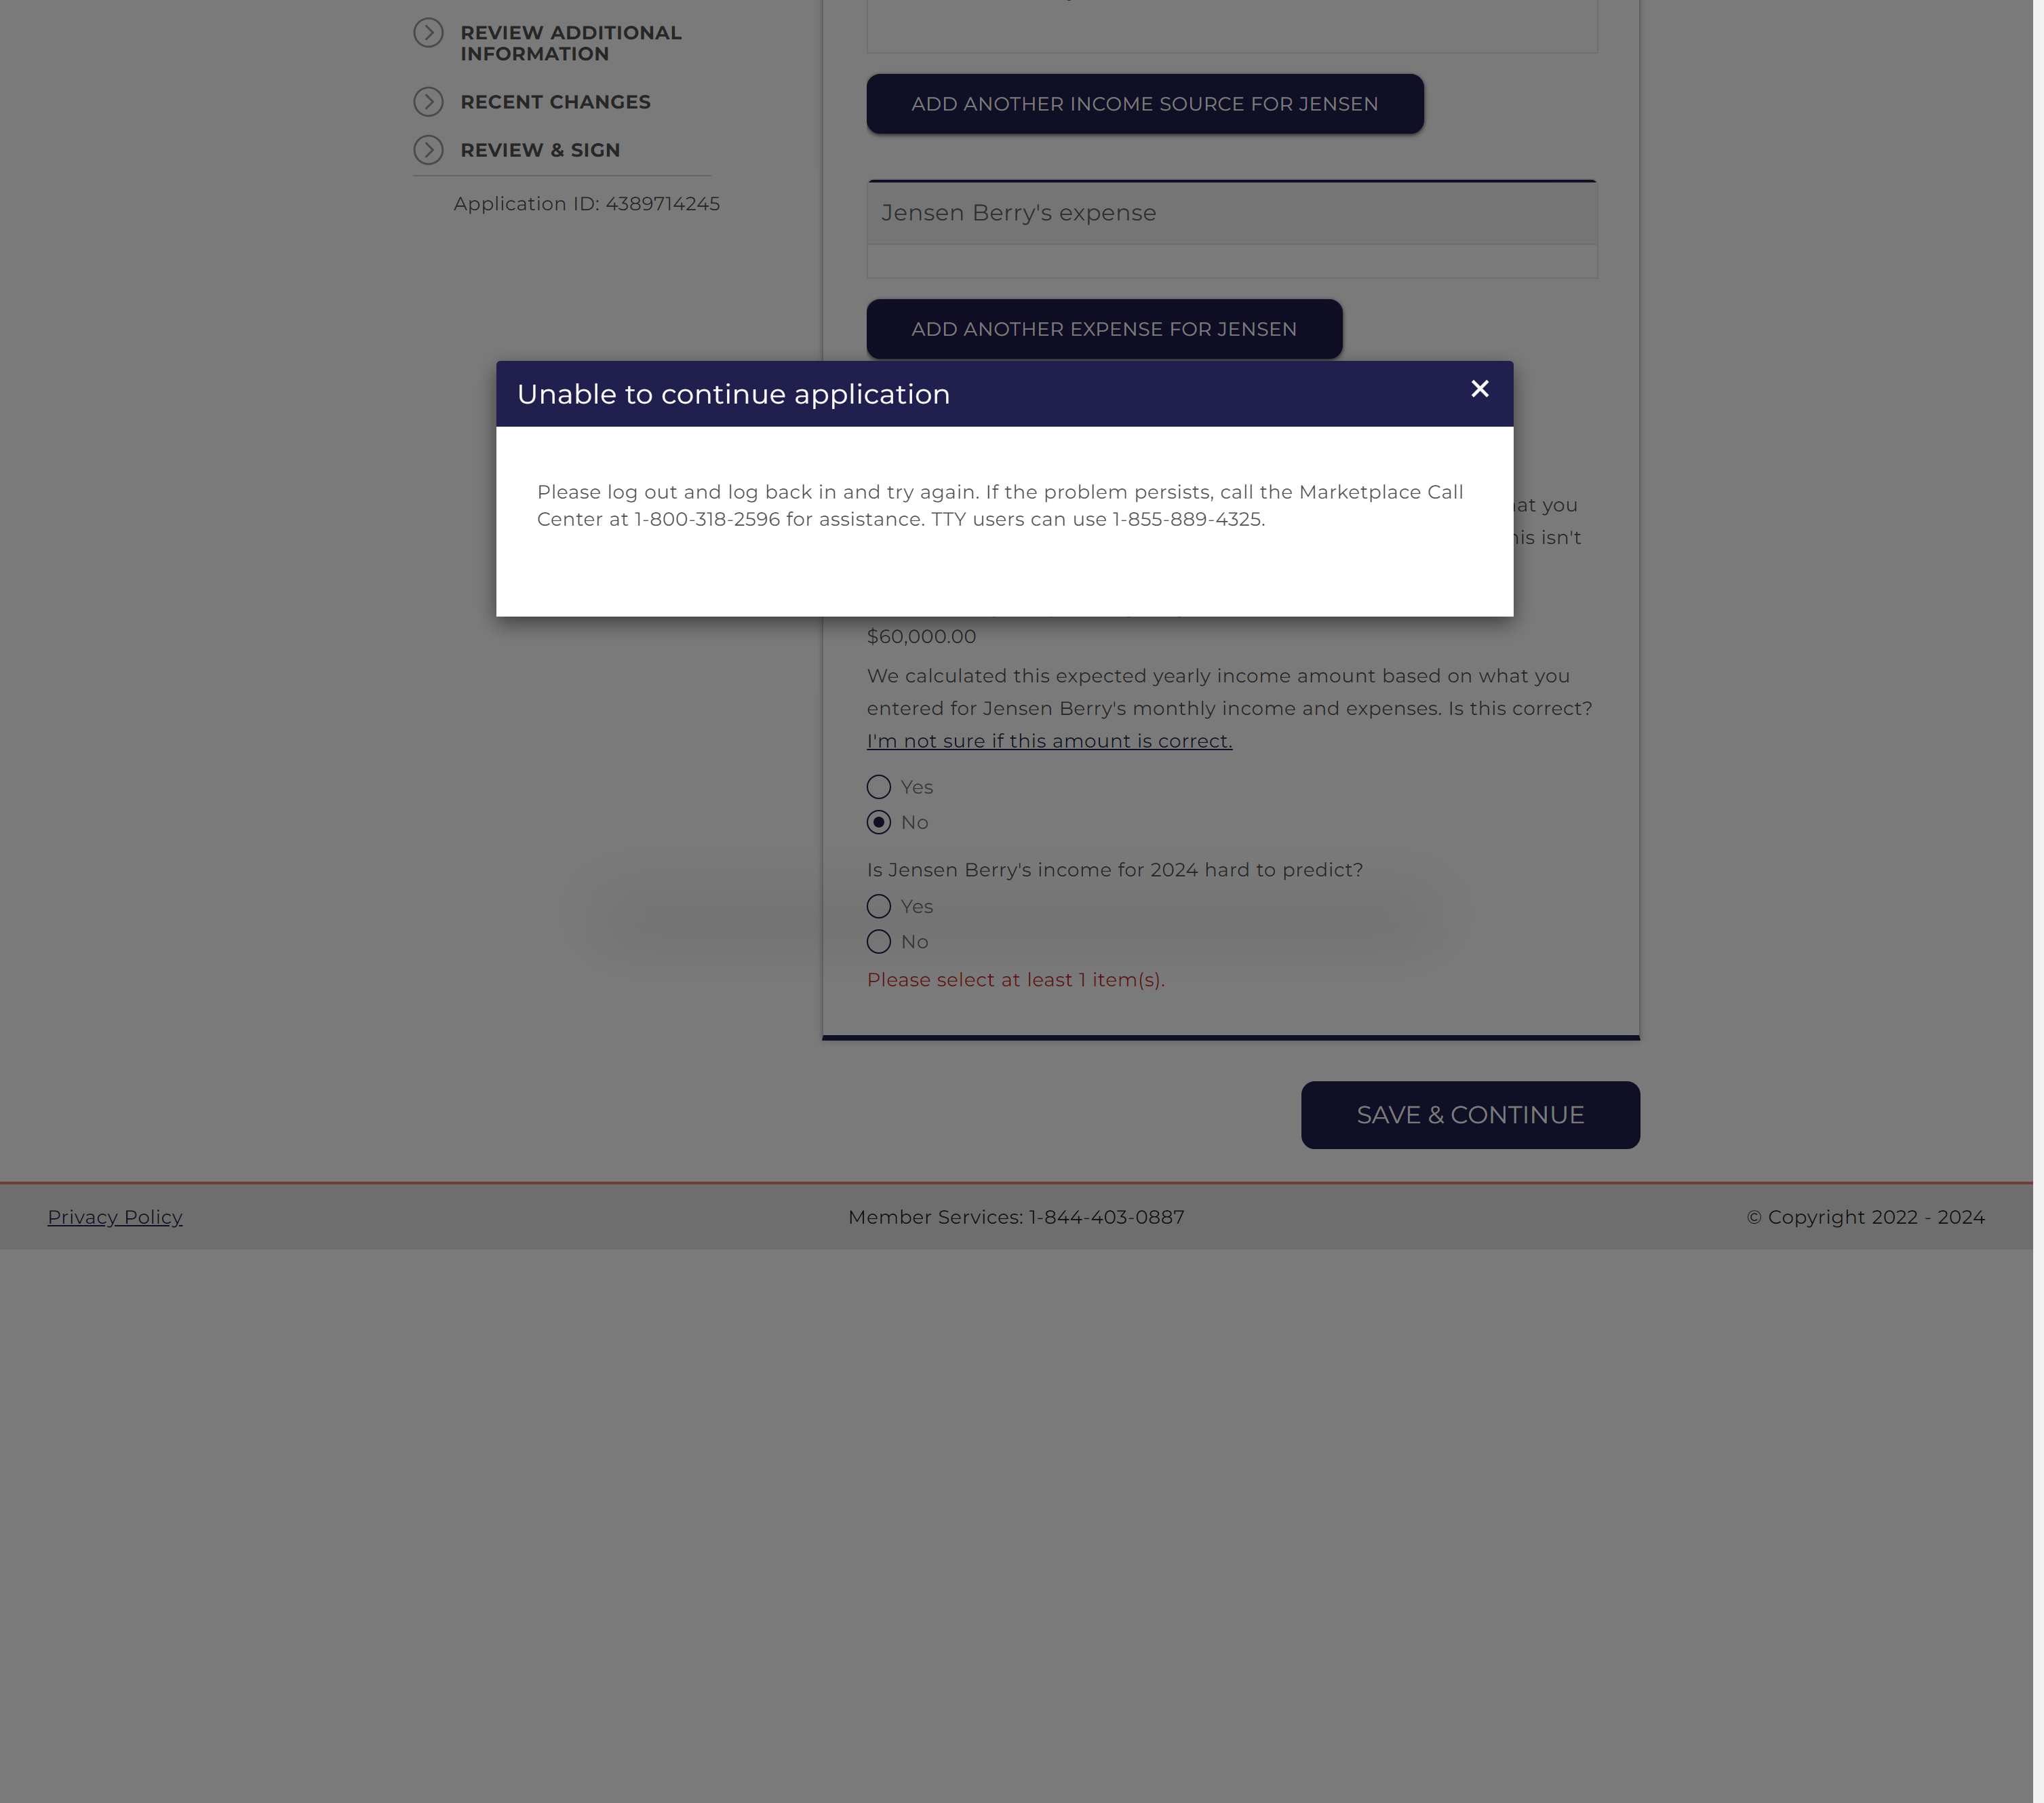 REVIEW ADDITIONAL
INFORMATION
RECENT CHANGES
REVIEW & SIGN
Application ID: 4389714245
ADD ANOTHER INCOME SOURCE FOR JENSEN
Jensen Berry's expense
ADD ANOTHER EXPENSE FOR JENSEN
Unable to continue application
Please log out and log back in and try again. If the problem persists, call the Marketplace Call
Center at 1-800-318-2596 for assistance. TTY users can use 1-855-889-4325.
you
isn't
$60,000.00
We calculated this expected yearly income amount based on what you
entered for Jensen Berry's monthly income and expenses. Is this correct?
I'm not sure if this amount is correct.
Yes
No
Is Jensen Berry's income for 2024 hard to predict?
Yes
No
Please select at least 1 item(s).
SAVE & CONTINUE
Privacy Policy
Member Services: 1-844-403-0887
© Copyright 2022 - 2024